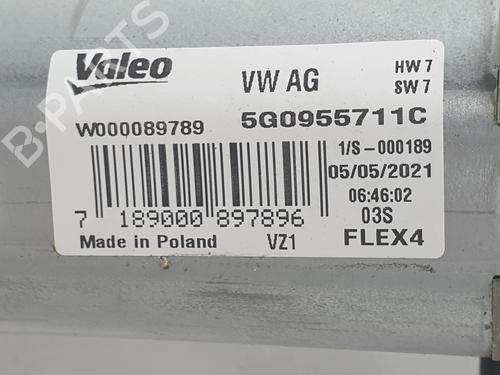 Valeo
VW AG
HW 7
SW 7
W000089789
5G0955711C
1/S-000189
05/05/2021
06:46:02
03S
7 189000 897896
Made in Poland
VZ1
FLEX4
B-PARTS